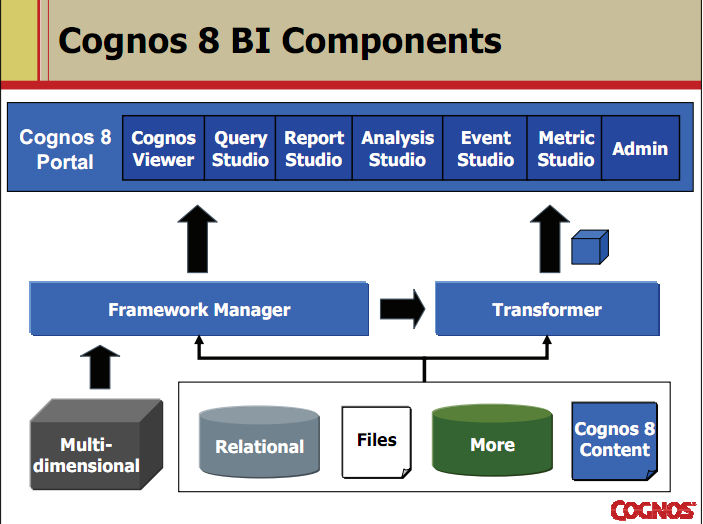 Cognos 8 BI Components
Cognos 8
Portal
Cognos
Viewer
Query
Studio
Report
Studio
Analysis
Studio
Event
Studio
Metric
Studio
Admin
Framework Manager
Transformer
Multi-
dimensional
Relational
Files
More
Cognos 8
Content
COGNOS